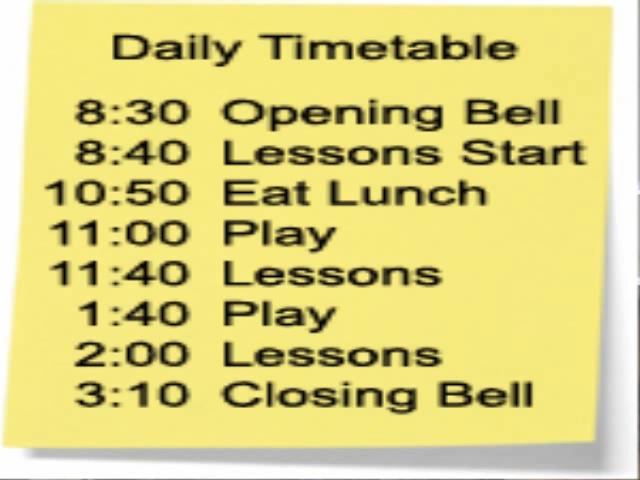 Daily Timetable
8:30 Opening Bell
8:40 Lessons Start
10:50 Eat Lunch
11:00 Play
11:40 Lessons
1:40 Play
2:00 Lessons
3:10 Closing Bell